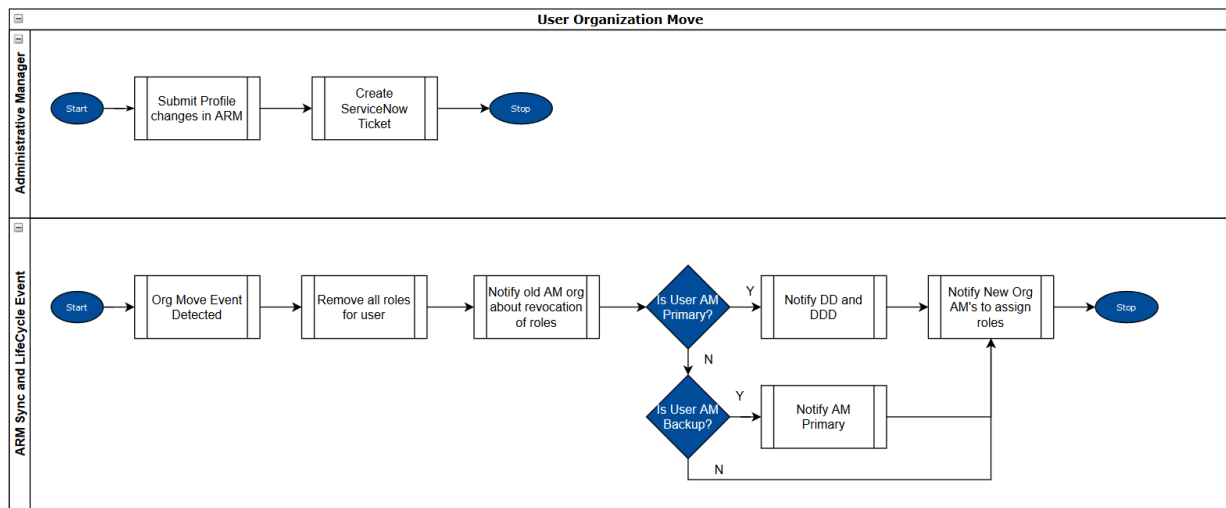 User Organization Move
Administrative Manager
Start
Submit Profile
changes in ARM
Create
ServiceNow
Ticket
Stop
ARM Sync and LifeCycle Event
Start
Org Move Event
Detected
Remove all roles
for user
Notify old AM org
about revocation
of roles
Is User AM
Primary?
Y
Notify DD and
DDD
Notify New Org
AM's to assign
roles
Stop
N
Is User AM
Backup?
Y
Notify AM
Primary
N